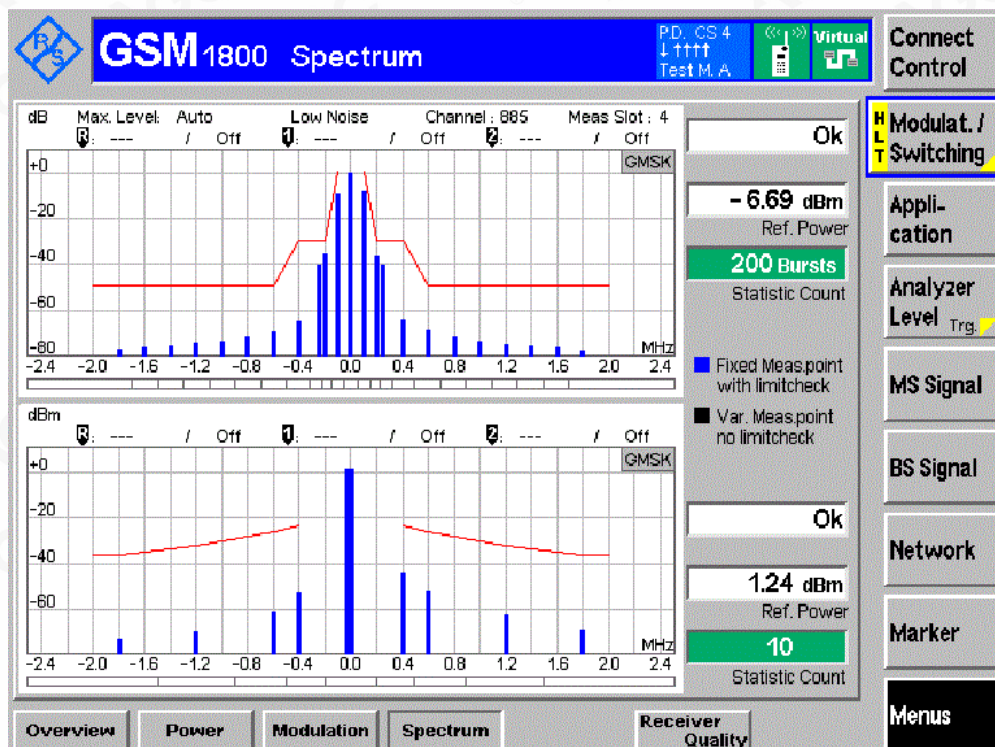 R/S
GSM 1800 Spectrum
P.D. CS 4
↓ ↑↑↑↑
Test M. A
Virtual
Connect
Control
dB Max. Level: Auto Low Noise Channel : 885 Meas Slot : 4
R: --- / Off 1: --- / Off 2: --- / Off
GMSK
+0
-20
-40
-60
-80
MHz
-2.4 -2.0 -1.6 -1.2 -0.8 -0.4 0.0 0.4 0.8 1.2 1.6 2.0 2.4
Ok
-6.69 dBm
Ref. Power
200 Bursts
Statistic Count
Fixed Meas.point
with limitcheck
Var. Meas.point
no limitcheck
dBm
R: --- / Off 1: --- / Off 2: --- / Off
GMSK
+0
-20
-40
-60
MHz
-2.4 -2.0 -1.6 -1.2 -0.8 -0.4 0.0 0.4 0.8 1.2 1.6 2.0 2.4
Ok
1.24 dBm
Ref. Power
10
Statistic Count
HLT
Modulat. /
Switching
Appli-
cation
Analyzer
Level Trg.
MS Signal
BS Signal
Network
Marker
Menus
Overview Power Modulation Spectrum Receiver
Quality